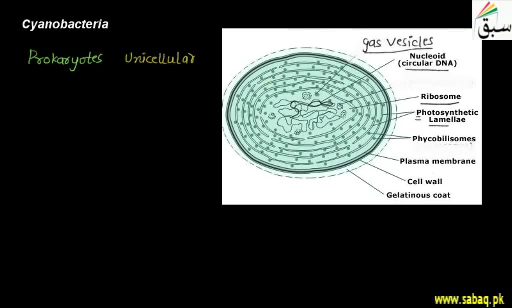 Cyanobacteria
سبق
Prokaryotes Unicellular
gas vesicles
Nucleoid
(circular DNA)
Ribosome
Photosynthetic
Lamellae
Phycobilisomes
Plasma membrane
Cell wall
Gelatinous coat
www.sabaq.pk